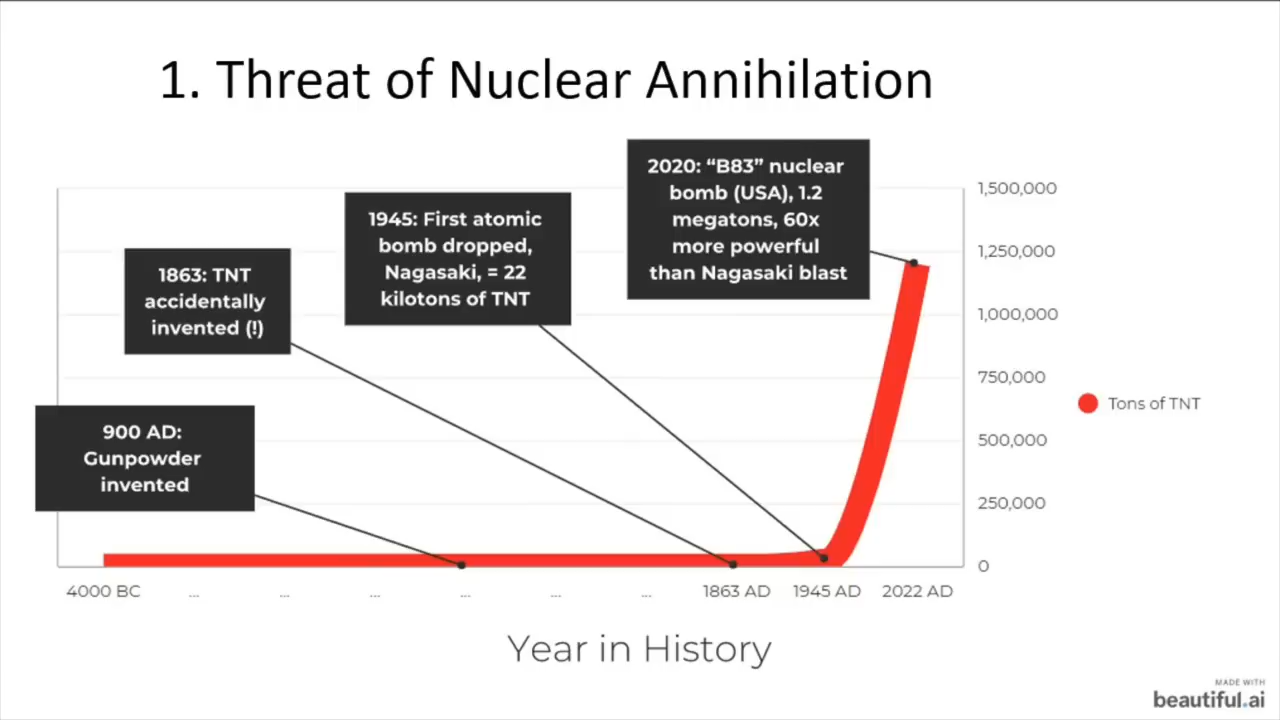 1. Threat of Nuclear Annihilation
2020: “B83” nuclear
bomb (USA), 1.2
megatons, 60x
more powerful
than Nagasaki blast
1945: First atomic
bomb dropped,
Nagasaki, = 22
kilotons of TNT
1863: TNT
accidentally
invented (!)
900 AD:
Gunpowder
invented
1,500,000
1,250,000
1,000,000
750,000
500,000
250,000
0
Tons of TNT
4000 BC ... ... ... ... ... ... 1863 AD 1945 AD 2022 AD
Year in History
MADE WITH
beautiful.ai